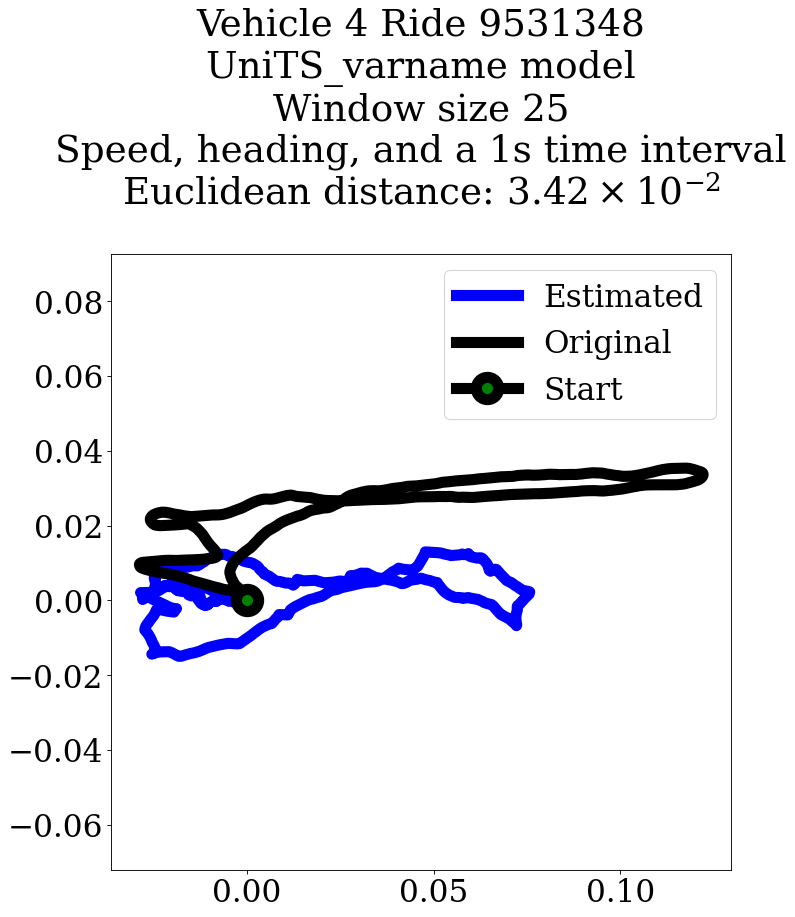 Vehicle 4 Ride 9531348
UniTS_varname model
Window size 25
Speed, heading, and a 1s time interval
Euclidean distance: 3.42 × 10⁻²
Estimated
Original
Start
0.08
0.06
0.04
0.02
0.00
−0.02
−0.04
−0.06
0.00 0.05 0.10